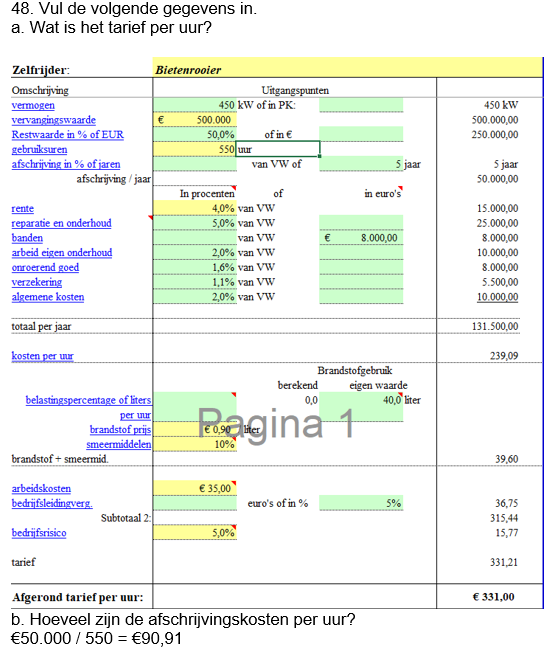 48. Vul de volgende gegevens in.
a. Wat is het tarief per uur?
Zelfrijder: Bietenrooier
Omschrijving Uitgangspunten
vermogen 450 kW of in PK: 450 kW
vervangingswaarde € 500.000 500.000,00
Restwaarde in % of EUR 50,0% of in € 250.000,00
gebruiksuren 550 uur
afschrijving in % of jaren van VW of 5 jaar 5 jaar
afschrijving / jaar 50.000,00
In procenten of in euro's
rente 4,0% van VW 15.000,00
reparatie en onderhoud 5,0% van VW 25.000,00
banden van VW € 8.000,00 8.000,00
arbeid eigen onderhoud 2,0% van VW 10.000,00
onroerend goed 1,6% van VW 8.000,00
verzekering 1,1% van VW 5.500,00
algemene kosten 2,0% van VW 10.000,00
totaal per jaar 131.500,00
kosten per uur 239,09
Brandstofgebruik
berekend eigen waarde
belastingspercentage of liters 0,0 40,0 liter
per uur
Pagina 1
brandstof prijs € 0,90 /liter
smeermiddelen 10%
brandstof + smeermid. 39,60
arbeidskosten € 35,00
bedrijfsleidingverg. euro's of in % 5% 36,75
Subtotaal 2: 315,44
bedrijfsrisico 5,0% 15,77
tarief 331,21
Afgerond tarief per uur: € 331,00
b. Hoeveel zijn de afschrijvingskosten per uur?
€50.000 / 550 = €90,91